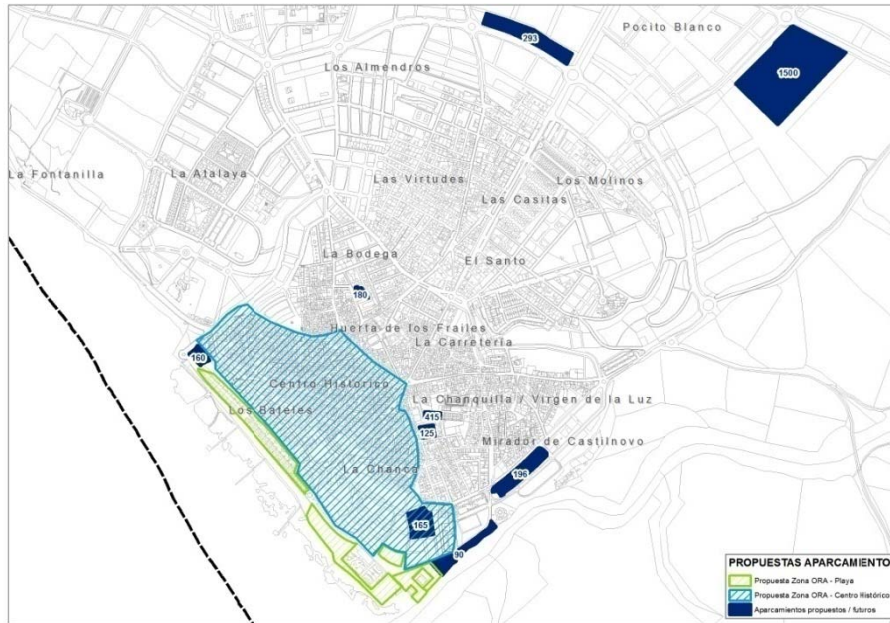 Pocito Blanco
293
Los Almendros
1500
La Fontanilla
La Atalaya
Las Virtudes
Los Molinos
Las Casitas
La Bodega
El Santo
180
Huerta de los Frailes
La Carretería
160
Centro Histórico
La Chanquilla / Virgen de la Luz
Los Bateles
415
125
Mirador de Castilnovo
La Chanca
196
165
90
PROPUESTAS APARCAMIENTO
Propuesta Zona ORA - Playa
Propuesta Zona ORA - Centro Histórico
Aparcamientos propuestos / futuros